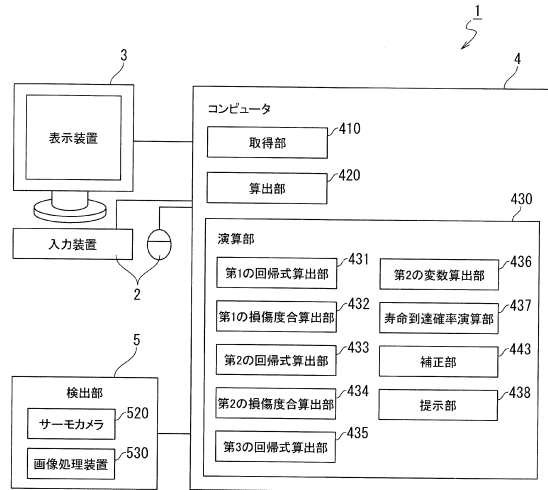 1
3
4
表示装置
コンピュータ
取得部
410
算出部
420
430
入力装置
2
演算部
第1の回帰式算出部
431
第1の損傷度合算出部
432
第2の回帰式算出部
433
第2の損傷度合算出部
434
第3の回帰式算出部
435
第2の変数算出部
436
寿命到達確率演算部
437
補正部
443
提示部
438
5
検出部
サーモカメラ
520
画像処理装置
530